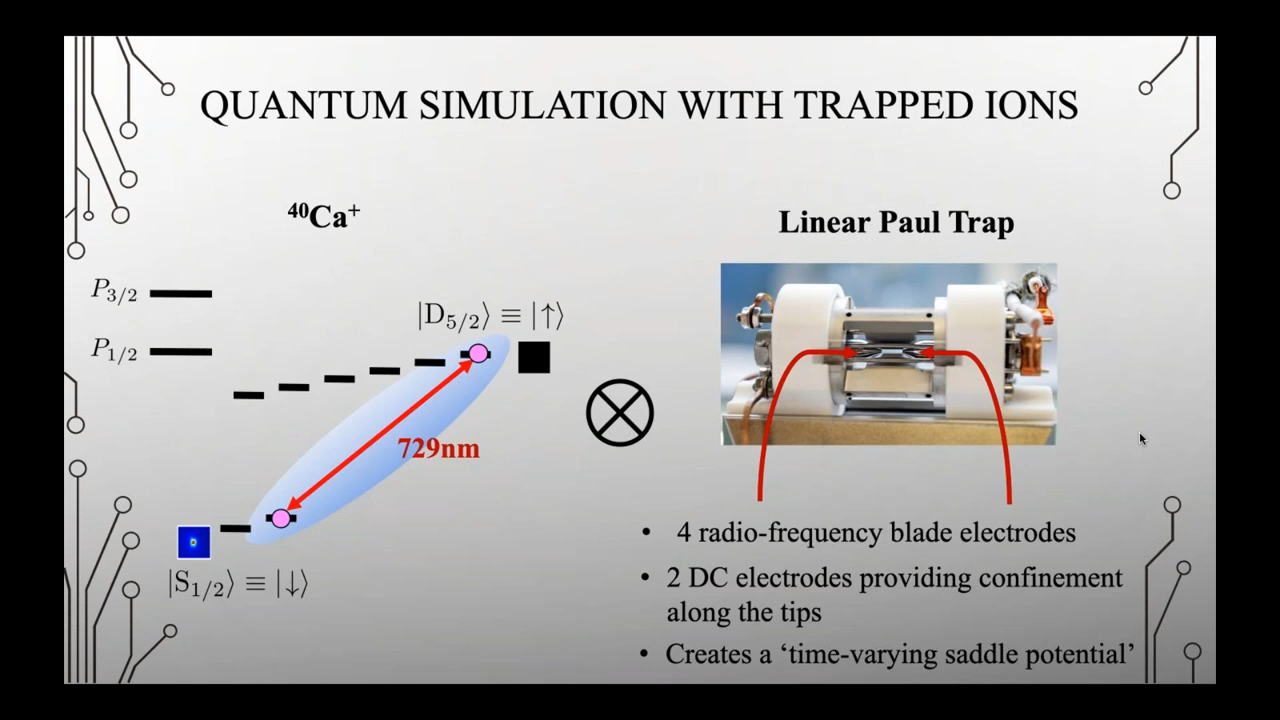 QUANTUM SIMULATION WITH TRAPPED IONS
⁴⁰Ca⁺
Linear Paul Trap
P₃/₂
|D₅/₂⟩ ≡ |↑⟩
P₁/₂
729nm
|S₁/₂⟩ ≡ |↓⟩
• 4 radio-frequency blade electrodes
• 2 DC electrodes providing confinement
along the tips
• Creates a ‘time-varying saddle potential’